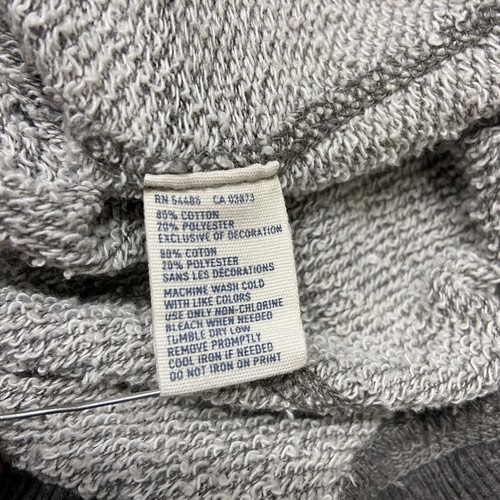 RN 54485 CA 03873
80% COTTON
20% POLYESTER
EXCLUSIVE OF DECORATION
80% COTON
20% POLYESTER
SANS LES DÉCORATIONS
MACHINE WASH COLD
WITH LIKE COLORS
USE ONLY NON-CHLORINE
BLEACH WHEN NEEDED
TUMBLE DRY LOW
REMOVE PROMPTLY
COOL IRON IF NEEDED
DO NOT IRON ON PRINT